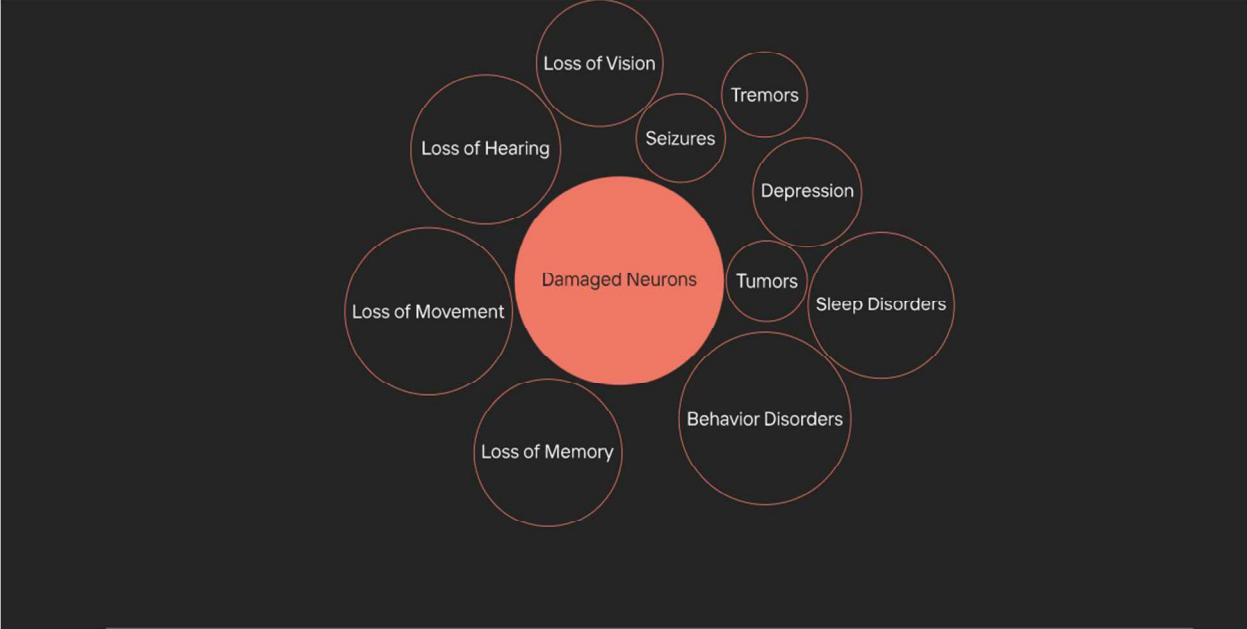 Loss of Vision
Tremors
Seizures
Loss of Hearing
Depression
Damaged Neurons
Tumors
Sleep Disorders
Loss of Movement
Behavior Disorders
Loss of Memory